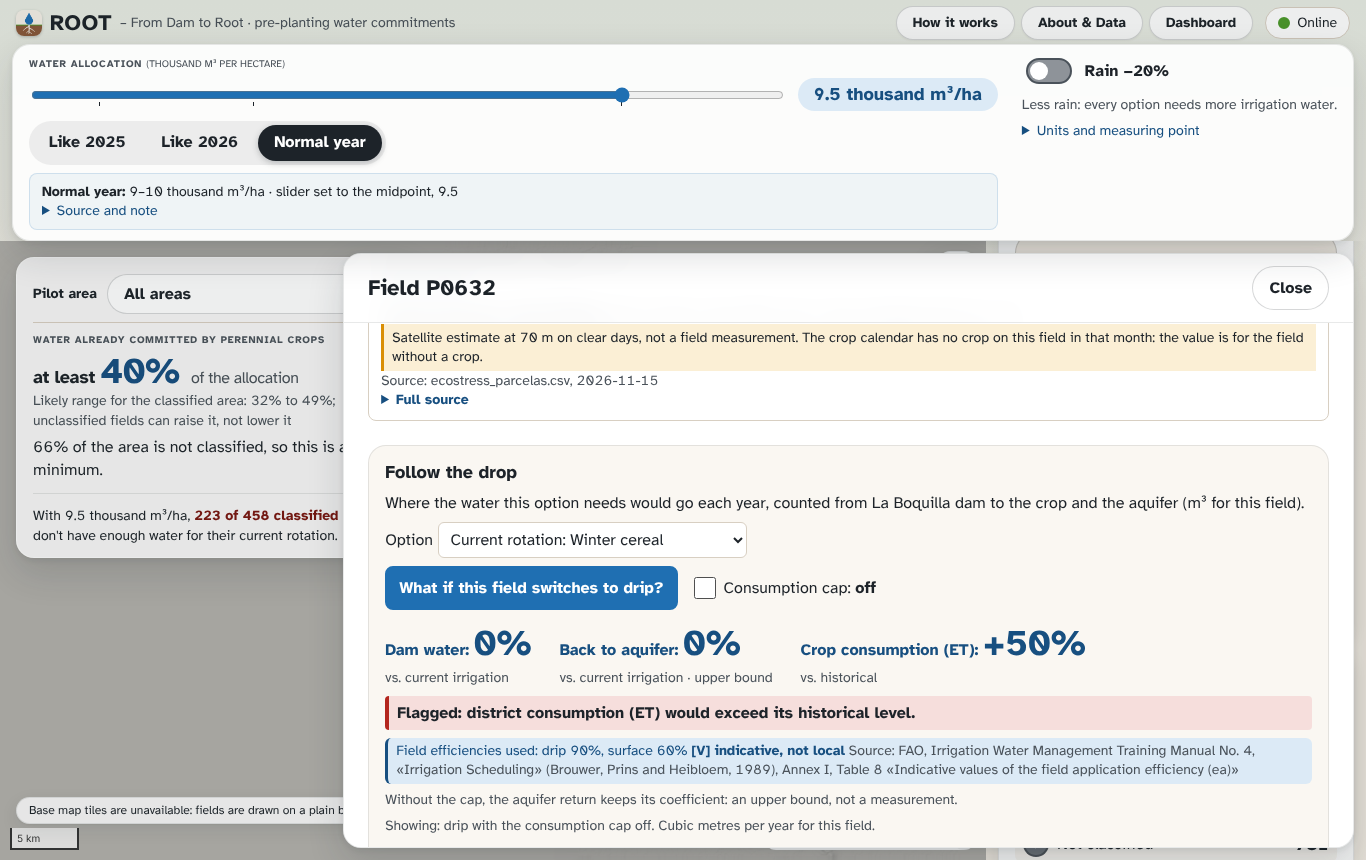 ROOT – From Dam to Root · pre-planting water commitments
How it works
About & Data
Dashboard
Online
WATER ALLOCATION (THOUSAND M³ PER HECTARE)
9.5 thousand m³/ha
Like 2025
Like 2026
Normal year
Normal year: 9–10 thousand m³/ha · slider set to the midpoint, 9.5
Source and note
Rain −20%
Less rain: every option needs more irrigation water.
Units and measuring point
Pilot area
All areas
WATER ALREADY COMMITTED BY PERENNIAL CROPS
at least 40% of the allocation
Likely range for the classified area: 32% to 49%;
unclassified fields can raise it, not lower it
66% of the area is not classified, so this is a
minimum.
With 9.5 thousand m³/ha, 223 of 458 classified
don't have enough water for their current rotation.
Base map tiles are unavailable: fields are drawn on a plain
5 km
Field P0632
Close
Satellite estimate at 70 m on clear days, not a field measurement. The crop calendar has no crop on this field in that month: the value is for the field
without a crop.
Source: ecostress_parcelas.csv, 2026-11-15
Full source
Follow the drop
Where the water this option needs would go each year, counted from La Boquilla dam to the crop and the aquifer (m³ for this field).
Option
Current rotation: Winter cereal
What if this field switches to drip?
Consumption cap: off
Dam water: 0%
vs. current irrigation
Back to aquifer: 0%
vs. current irrigation · upper bound
Crop consumption (ET): +50%
vs. historical
Flagged: district consumption (ET) would exceed its historical level.
Field efficiencies used: drip 90%, surface 60% [V] indicative, not local Source: FAO, Irrigation Water Management Training Manual No. 4,
«Irrigation Scheduling» (Brouwer, Prins and Heibloem, 1989), Annex I, Table 8 «Indicative values of the field application efficiency (ea)»
Without the cap, the aquifer return keeps its coefficient: an upper bound, not a measurement.
Showing: drip with the consumption cap off. Cubic metres per year for this field.